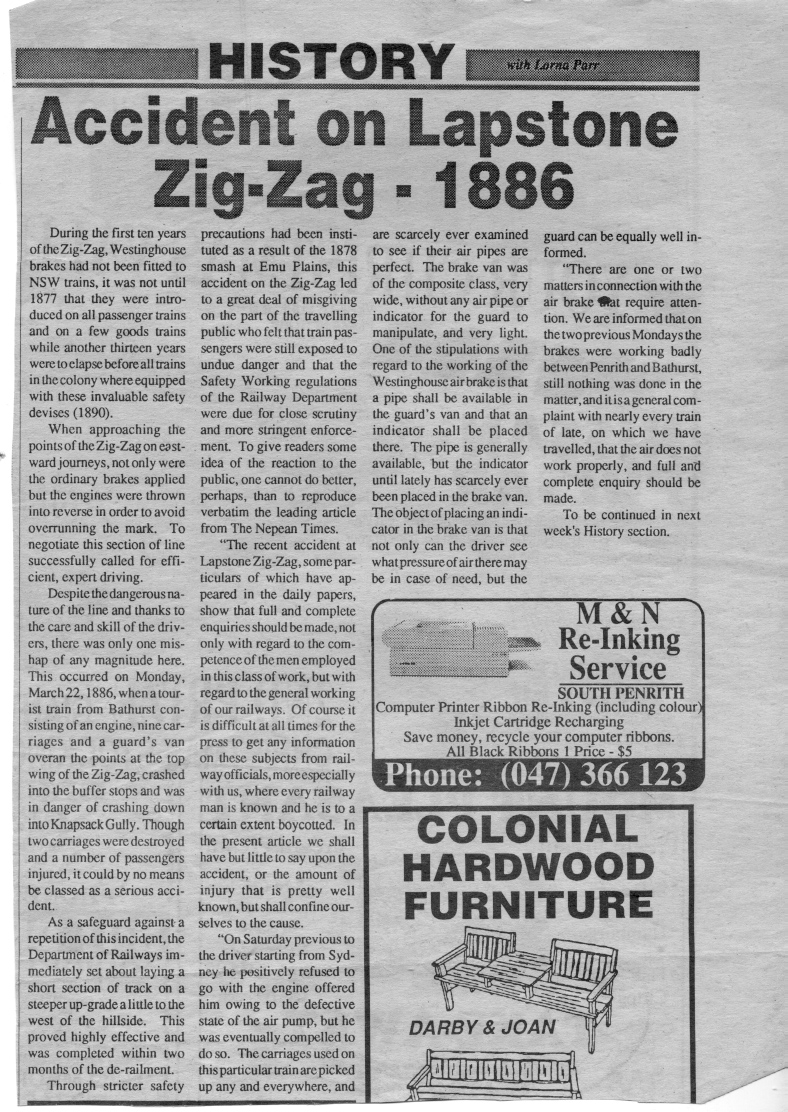 HISTORY
with Lorna Parr
Accident on Lapstone
Zig-Zag - 1886
During the first ten years
of the Zig-Zag, Westinghouse
brakes had not been fitted to
NSW trains, it was not until
1877 that they were intro-
duced on all passenger trains
and on a few goods trains
while another thirteen years
were to elapse before all trains
in the colony where equipped
with these invaluable safety
devises (1890).
When approaching the
points of the Zig-Zag on east-
ward journeys, not only were
the ordinary brakes applied
but the engines were thrown
into reverse in order to avoid
overrunning the mark. To
negotiate this section of line
successfully called for effi-
cient, expert driving.
Despite the dangerous na-
ture of the line and thanks to
the care and skill of the driv-
ers, there was only one mis-
hap of any magnitude here.
This occurred on Monday,
March 22, 1886, when a tour-
ist train from Bathurst con-
sisting of an engine, nine car-
riages and a guard's van
overan the points at the top
wing of the Zig-Zag, crashed
into the buffer stops and was
in danger of crashing down
into Knapsack Gully. Though
two carriages were destroyed
and a number of passengers
injured, it could by no means
be classed as a serious acci-
dent.
As a safeguard against a
repetition of this incident, the
Department of Railways im-
mediately set about laying a
short section of track on a
steeper up-grade a little to the
west of the hillside. This
proved highly effective and
was completed within two
months of the de-railment.
Through stricter safety
precautions had been insti-
tuted as a result of the 1878
smash at Emu Plains, this
accident on the Zig-Zag led
to a great deal of misgiving
on the part of the travelling
public who felt that train pas-
sengers were still exposed to
undue danger and that the
Safety Working regulations
of the Railway Department
were due for close scrutiny
and more stringent enforce-
ment. To give readers some
idea of the reaction to the
public, one cannot do better,
perhaps, than to reproduce
verbatim the leading article
from The Nepean Times.
"The recent accident at
Lapstone Zig-Zag, some par-
ticulars of which have ap-
peared in the daily papers,
show that full and complete
enquiries should be made, not
only with regard to the com-
petence of the men employed
in this class of work, but with
regard to the general working
of our railways. Of course it
is difficult at all times for the
press to get any information
on these subjects from rail-
way officials, more especially
with us, where every railway
man is known and he is to a
certain extent boycotted. In
the present article we shall
have but little to say upon the
accident, or the amount of
injury that is pretty well
known, but shall confine our-
selves to the cause.
"On Saturday previous to
the driver starting from Syd-
ney he positively refused to
go with the engine offered
him owing to the defective
state of the air pump, but he
was eventually compelled to
do so. The carriages used on
this particular train are picked
up any and everywhere, and
are scarcely ever examined
to see if their air pipes are
perfect. The brake van was
of the composite class, very
wide, without any air pipe or
indicator for the guard to
manipulate, and very light.
One of the stipulations with
regard to the working of the
Westinghouse air brake is that
a pipe shall be available in
the guard's van and that an
indicator shall be placed
there. The pipe is generally
available, but the indicator
until lately has scarcely ever
been placed in the brake van.
The object of placing an indi-
cator in the brake van is that
not only can the driver see
what pressure of air there may
be in case of need, but the
guard can be equally well in-
formed.
"There are one or two
matters in connection with the
air brake that require atten-
tion. We are informed that on
the two previous Mondays the
brakes were working badly
between Penrith and Bathurst,
still nothing was done in the
matter, and it is a general com-
plaint with nearly every train
of late, on which we have
travelled, that the air does not
work properly, and full and
complete enquiry should be
made.
To be continued in next
week's History section.
M & N
Re-Inking
Service
SOUTH PENRITH
Computer Printer Ribbon Re-Inking (including colour)
Inkjet Cartridge Recharging
Save money, recycle your computer ribbons.
All Black Ribbons 1 Price - $5
Phone: (047) 366 123
COLONIAL
HARDWOOD
FURNITURE
DARBY & JOAN